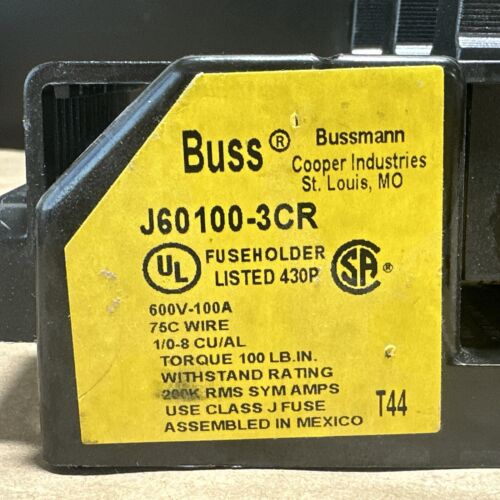 Buss® Bussmann
Cooper Industries
St. Louis, MO
J60100-3CR
UL FUSEHOLDER SA ®
LISTED 430P
600V-100A
75C WIRE
1/0-8 CU/AL
TORQUE 100 LB.IN.
WITHSTAND RATING
200K RMS SYM AMPS
USE CLASS J FUSE T44
ASSEMBLED IN MEXICO